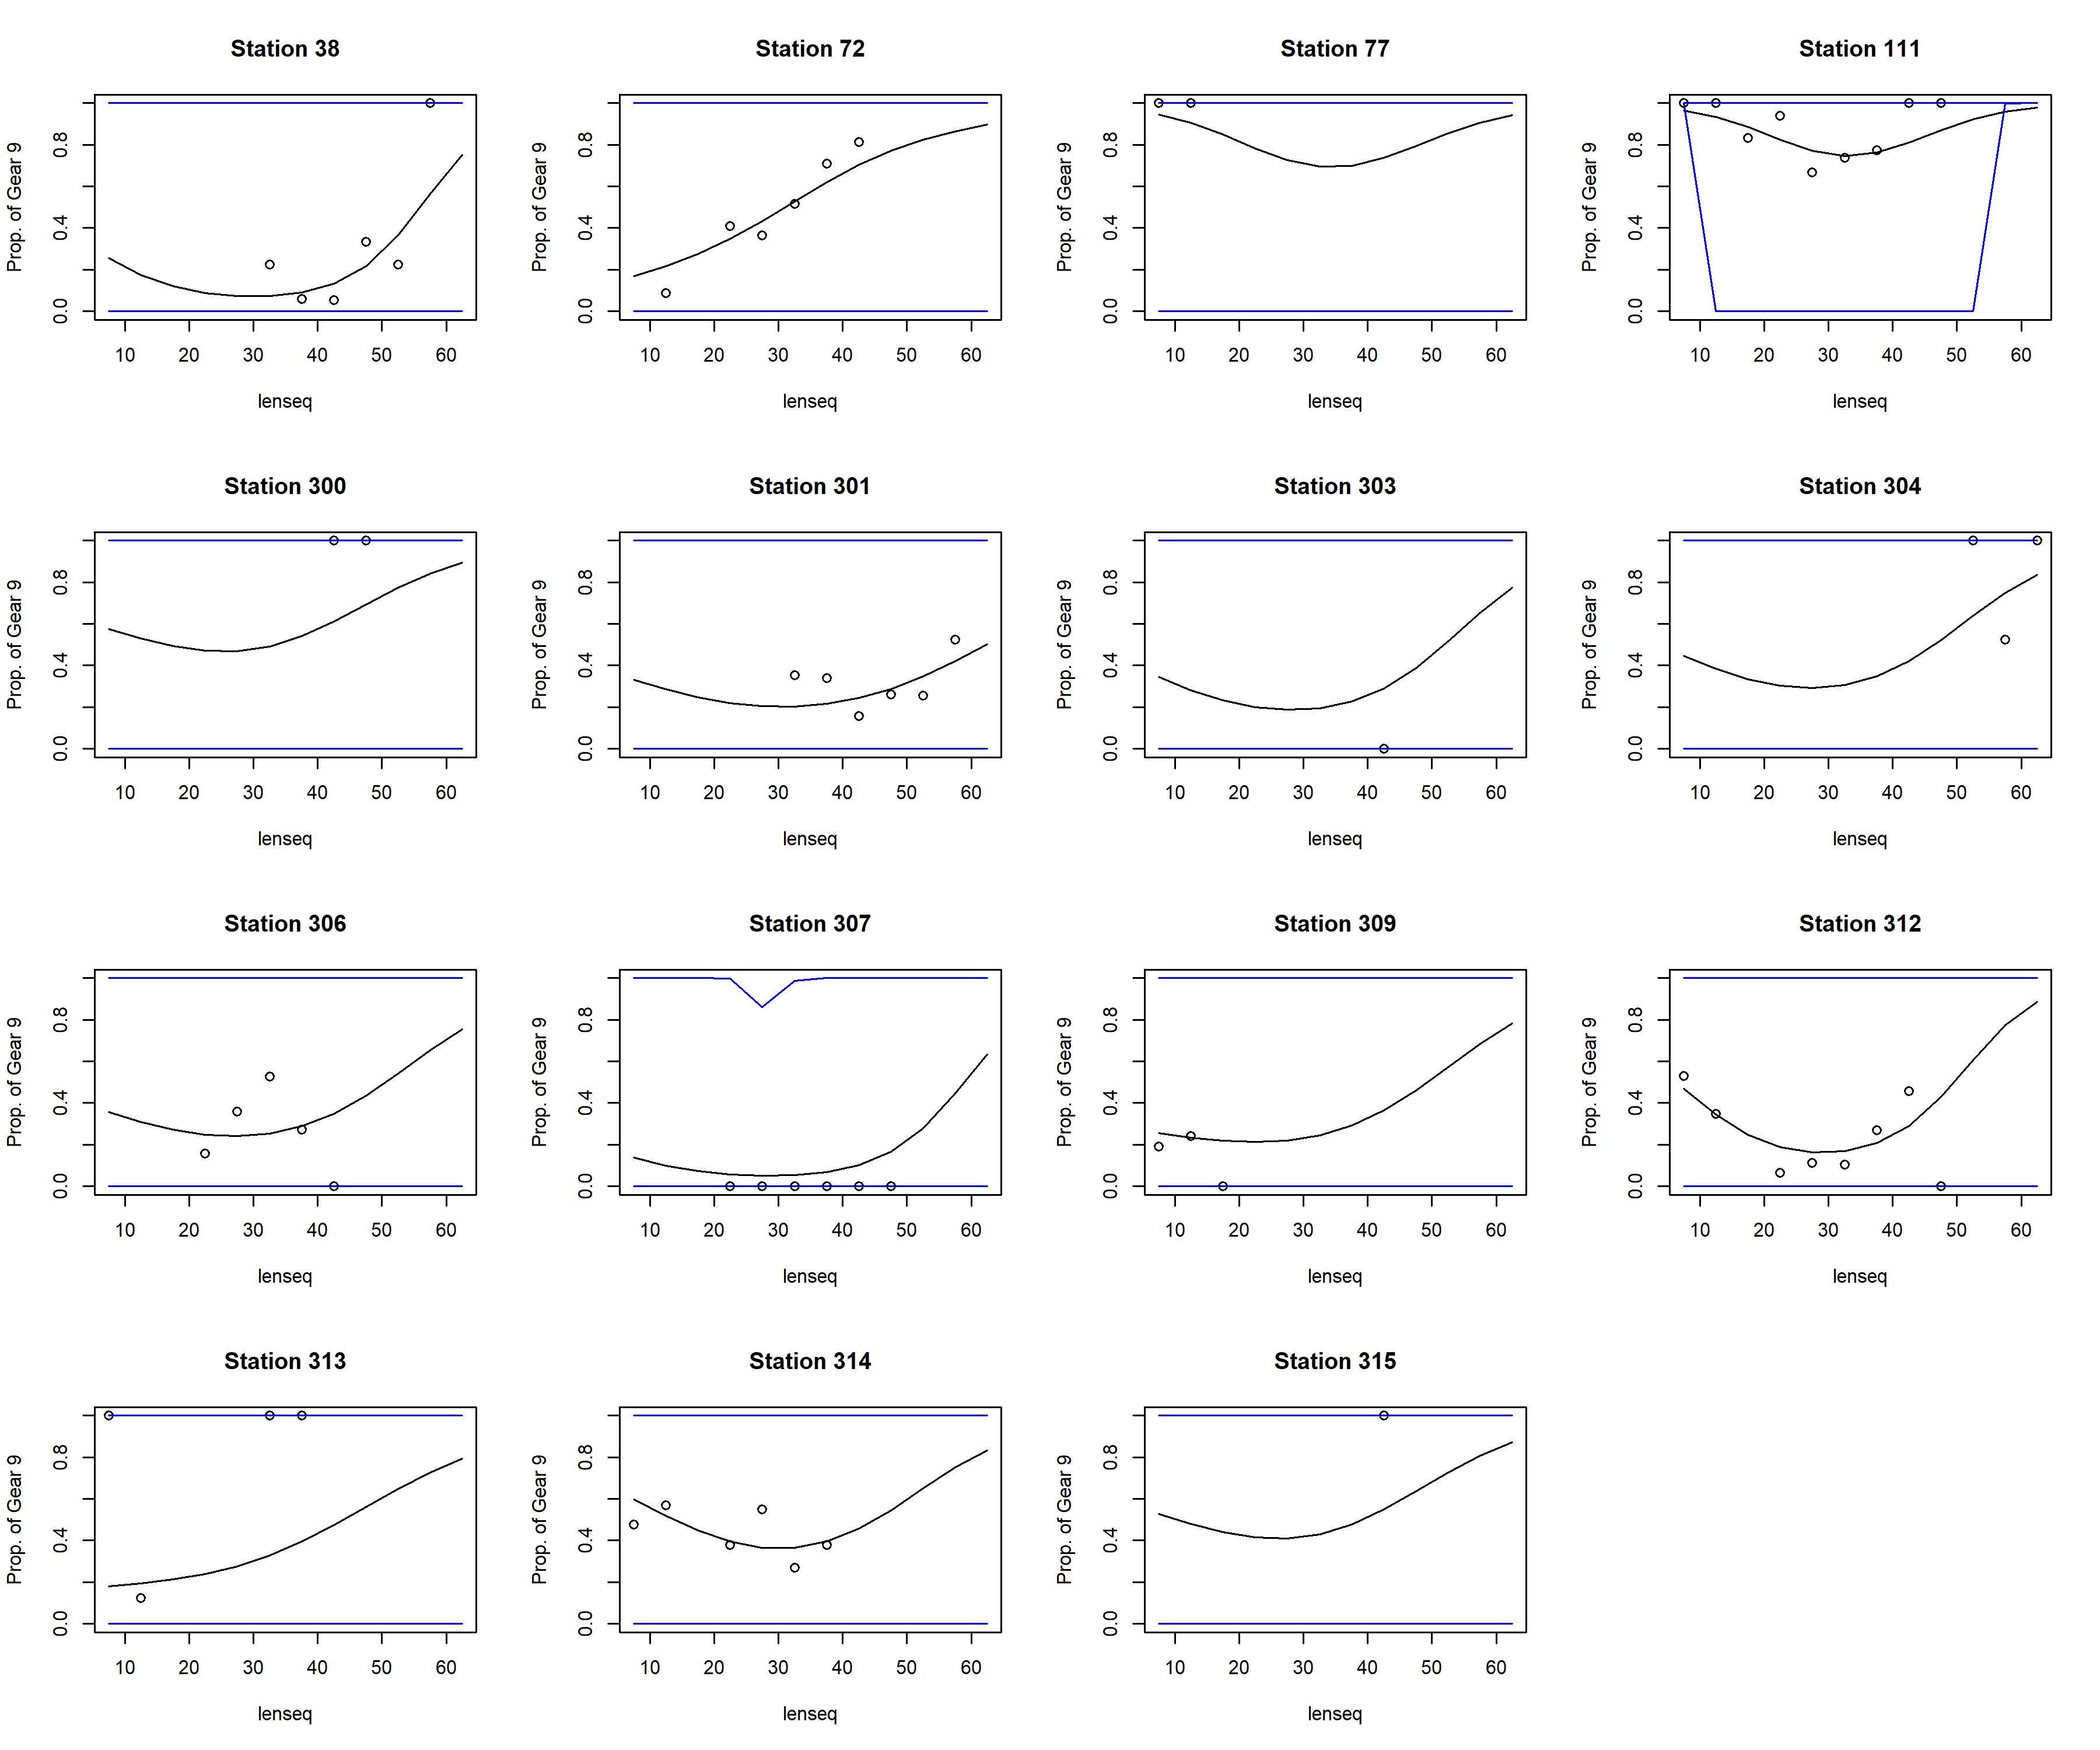 Station 38
Prop. of Gear 9
0.0 0.4 0.8
10 20 30 40 50 60
lenseq
Station 72
Prop. of Gear 9
0.0 0.4 0.8
10 20 30 40 50 60
lenseq
Station 77
Prop. of Gear 9
0.0 0.4 0.8
10 20 30 40 50 60
lenseq
Station 111
Prop. of Gear 9
0.0 0.4 0.8
10 20 30 40 50 60
lenseq
Station 300
Prop. of Gear 9
0.0 0.4 0.8
10 20 30 40 50 60
lenseq
Station 301
Prop. of Gear 9
0.0 0.4 0.8
10 20 30 40 50 60
lenseq
Station 303
Prop. of Gear 9
0.0 0.4 0.8
10 20 30 40 50 60
lenseq
Station 304
Prop. of Gear 9
0.0 0.4 0.8
10 20 30 40 50 60
lenseq
Station 306
Prop. of Gear 9
0.0 0.4 0.8
10 20 30 40 50 60
lenseq
Station 307
Prop. of Gear 9
0.0 0.4 0.8
10 20 30 40 50 60
lenseq
Station 309
Prop. of Gear 9
0.0 0.4 0.8
10 20 30 40 50 60
lenseq
Station 312
Prop. of Gear 9
0.0 0.4 0.8
10 20 30 40 50 60
lenseq
Station 313
Prop. of Gear 9
0.0 0.4 0.8
10 20 30 40 50 60
lenseq
Station 314
Prop. of Gear 9
0.0 0.4 0.8
10 20 30 40 50 60
lenseq
Station 315
Prop. of Gear 9
0.0 0.4 0.8
10 20 30 40 50 60
lenseq